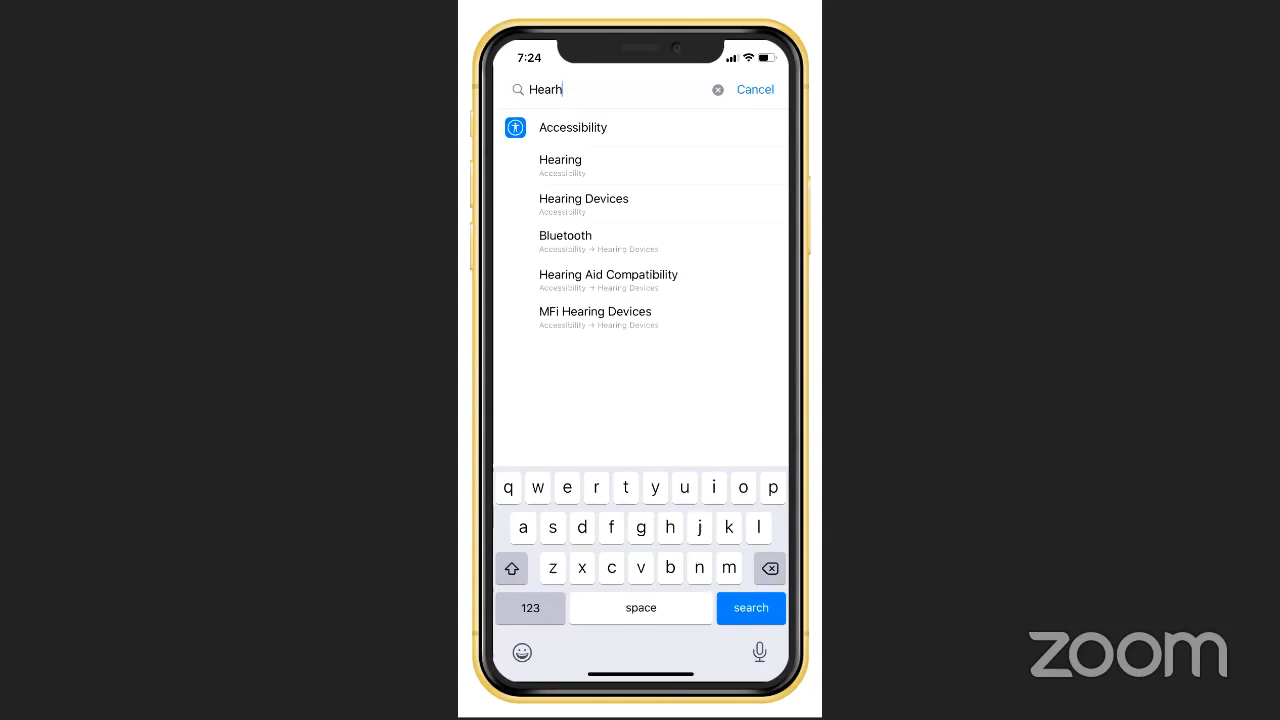 7:24
Hearh
Cancel
Accessibility
Hearing
Accessibility
Hearing Devices
Accessibility
Bluetooth
Accessibility → Hearing Devices
Hearing Aid Compatibility
Accessibility → Hearing Devices
MFi Hearing Devices
Accessibility → Hearing Devices
q w e r t y u i o p
a s d f g h j k l
z x c v b n m
123 space search
zoom